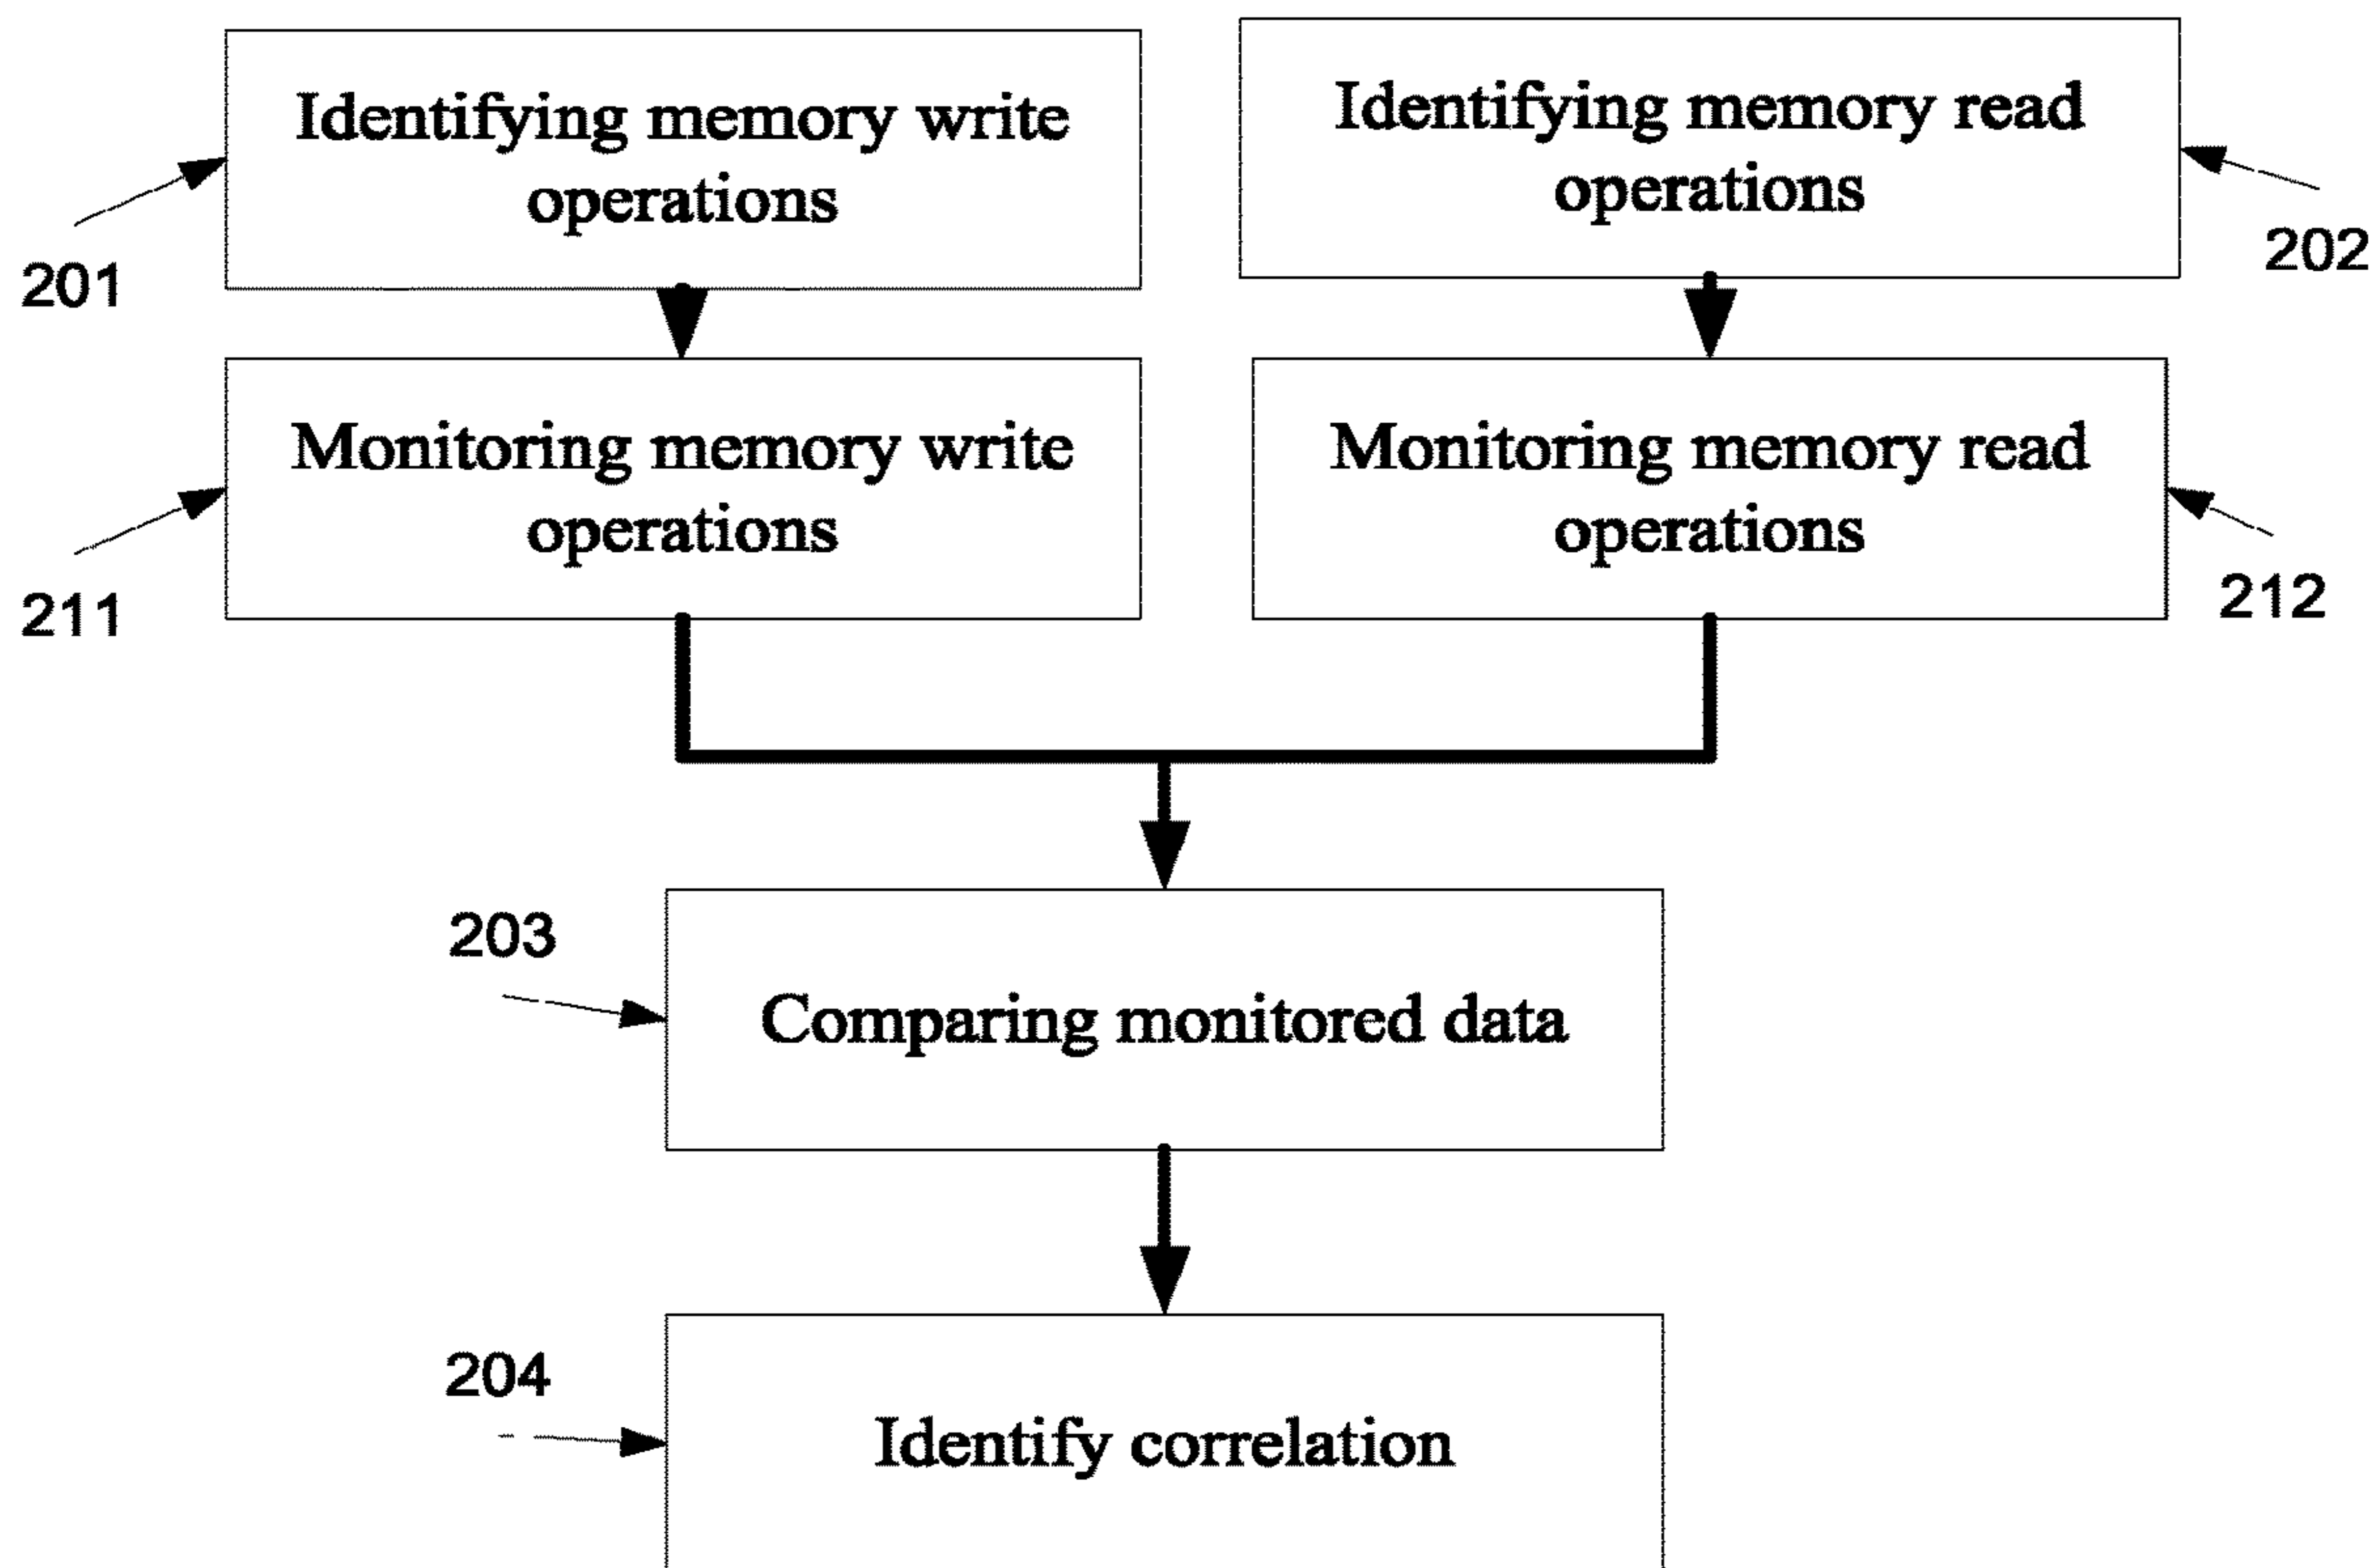 Identifying memory write
operations
Identifying memory read
operations
201
202
Monitoring memory write
operations
Monitoring memory read
operations
211
212
203
Comparing monitored data
204
Identify correlation